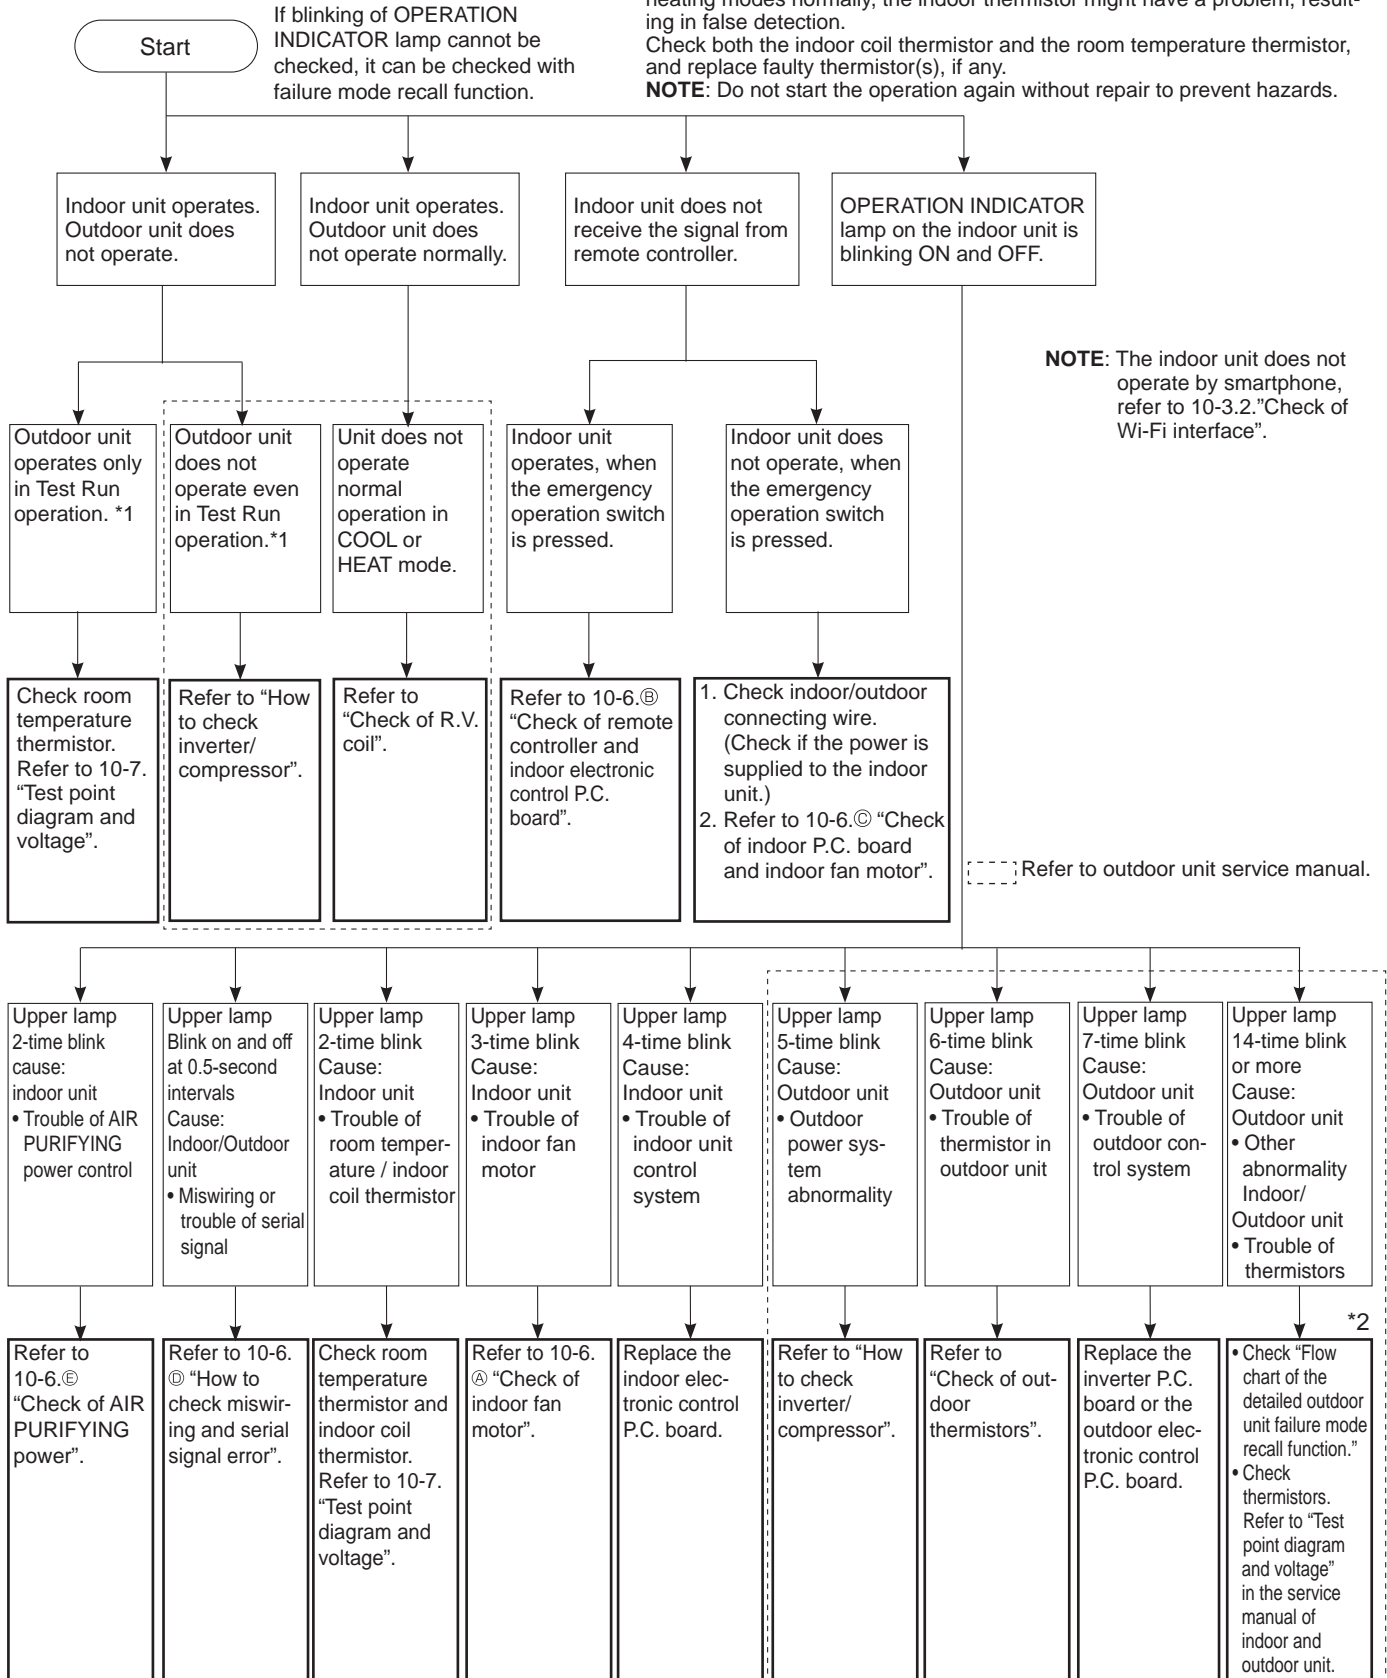 heating modes normally, the indoor thermistor might have a problem, result-
ing in false detection.
Check both the indoor coil thermistor and the room temperature thermistor,
and replace faulty thermistor(s), if any.
NOTE: Do not start the operation again without repair to prevent hazards.
Start
If blinking of OPERATION
INDICATOR lamp cannot be
checked, it can be checked with
failure mode recall function.
Indoor unit operates.
Outdoor unit does
not operate.
Indoor unit operates.
Outdoor unit does
not operate normally.
Indoor unit does not
receive the signal from
remote controller.
OPERATION INDICATOR
lamp on the indoor unit is
blinking ON and OFF.
NOTE: The indoor unit does not
operate by smartphone,
refer to 10-3.2."Check of
Wi-Fi interface".
Outdoor unit
operates only
in Test Run
operation. *1
Outdoor unit
does not
operate even
in Test Run
operation.*1
Unit does not
operate
normal
operation in
COOL or
HEAT mode.
Indoor unit
operates, when
the emergency
operation switch
is pressed.
Indoor unit does
not operate, when
the emergency
operation switch
is pressed.
Check room
temperature
thermistor.
Refer to 10-7.
“Test point
diagram and
voltage”.
Refer to “How
to check
inverter/
compressor”.
Refer to
“Check of R.V.
coil”.
Refer to 10-6.Ⓑ
“Check of remote
controller and
indoor electronic
control P.C.
board”.
1. Check indoor/outdoor
connecting wire.
(Check if the power is
supplied to the indoor
unit.)
2. Refer to 10-6.Ⓒ “Check
of indoor P.C. board
and indoor fan motor”.
Refer to outdoor unit service manual.
Upper lamp
2-time blink
cause:
indoor unit
• Trouble of AIR
PURIFYING
power control
Upper lamp
Blink on and off
at 0.5-second
intervals
Cause:
Indoor/Outdoor
unit
• Miswiring or
trouble of serial
signal
Upper lamp
2-time blink
Cause:
Indoor unit
• Trouble of
room temper-
ature / indoor
coil thermistor
Upper lamp
3-time blink
Cause:
Indoor unit
• Trouble of
indoor fan
motor
Upper lamp
4-time blink
Cause:
Indoor unit
• Trouble of
indoor unit
control
system
Upper lamp
5-time blink
Cause:
Outdoor unit
• Outdoor
power sys-
tem
abnormality
Upper lamp
6-time blink
Cause:
Outdoor unit
• Trouble of
thermistor in
outdoor unit
Upper lamp
7-time blink
Cause:
Outdoor unit
• Trouble of
outdoor con-
trol system
Upper lamp
14-time blink
or more
Cause:
Outdoor unit
• Other
abnormality
Indoor/
Outdoor unit
• Trouble of
thermistors
*2
Refer to
10-6.Ⓔ
“Check of AIR
PURIFYING
power”.
Refer to 10-6.
Ⓓ “How to
check miswir-
ing and serial
signal error”.
Check room
temperature
thermistor and
indoor coil
thermistor.
Refer to 10-7.
“Test point
diagram and
voltage”.
Refer to 10-6.
Ⓐ “Check of
indoor fan
motor”.
Replace the
indoor elec-
tronic control
P.C. board.
Refer to “How
to check
inverter/
compressor”.
Refer to
“Check of out-
door
thermistors”.
Replace the
inverter P.C.
board or the
outdoor elec-
tronic control
P.C. board.
• Check “Flow
chart of the
detailed outdoor
unit failure mode
recall function.”
• Check
thermistors.
Refer to “Test
point diagram
and voltage”
in the service
manual of
indoor and
outdoor unit.